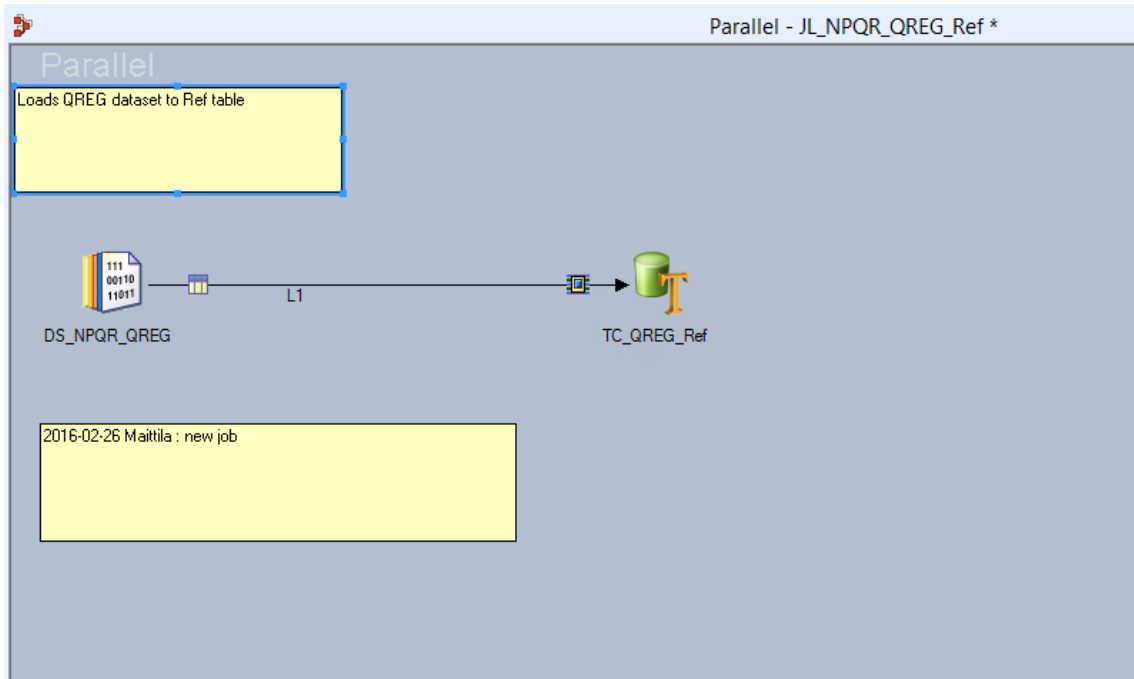 Parallel - JL_NPQR_QREG_Ref *
Parallel
Loads QREG dataset to Ref table
111
00110
11011
L1
DS_NPQR_QREG
TC_QREG_Ref
2016-02-26 Maittila : new job